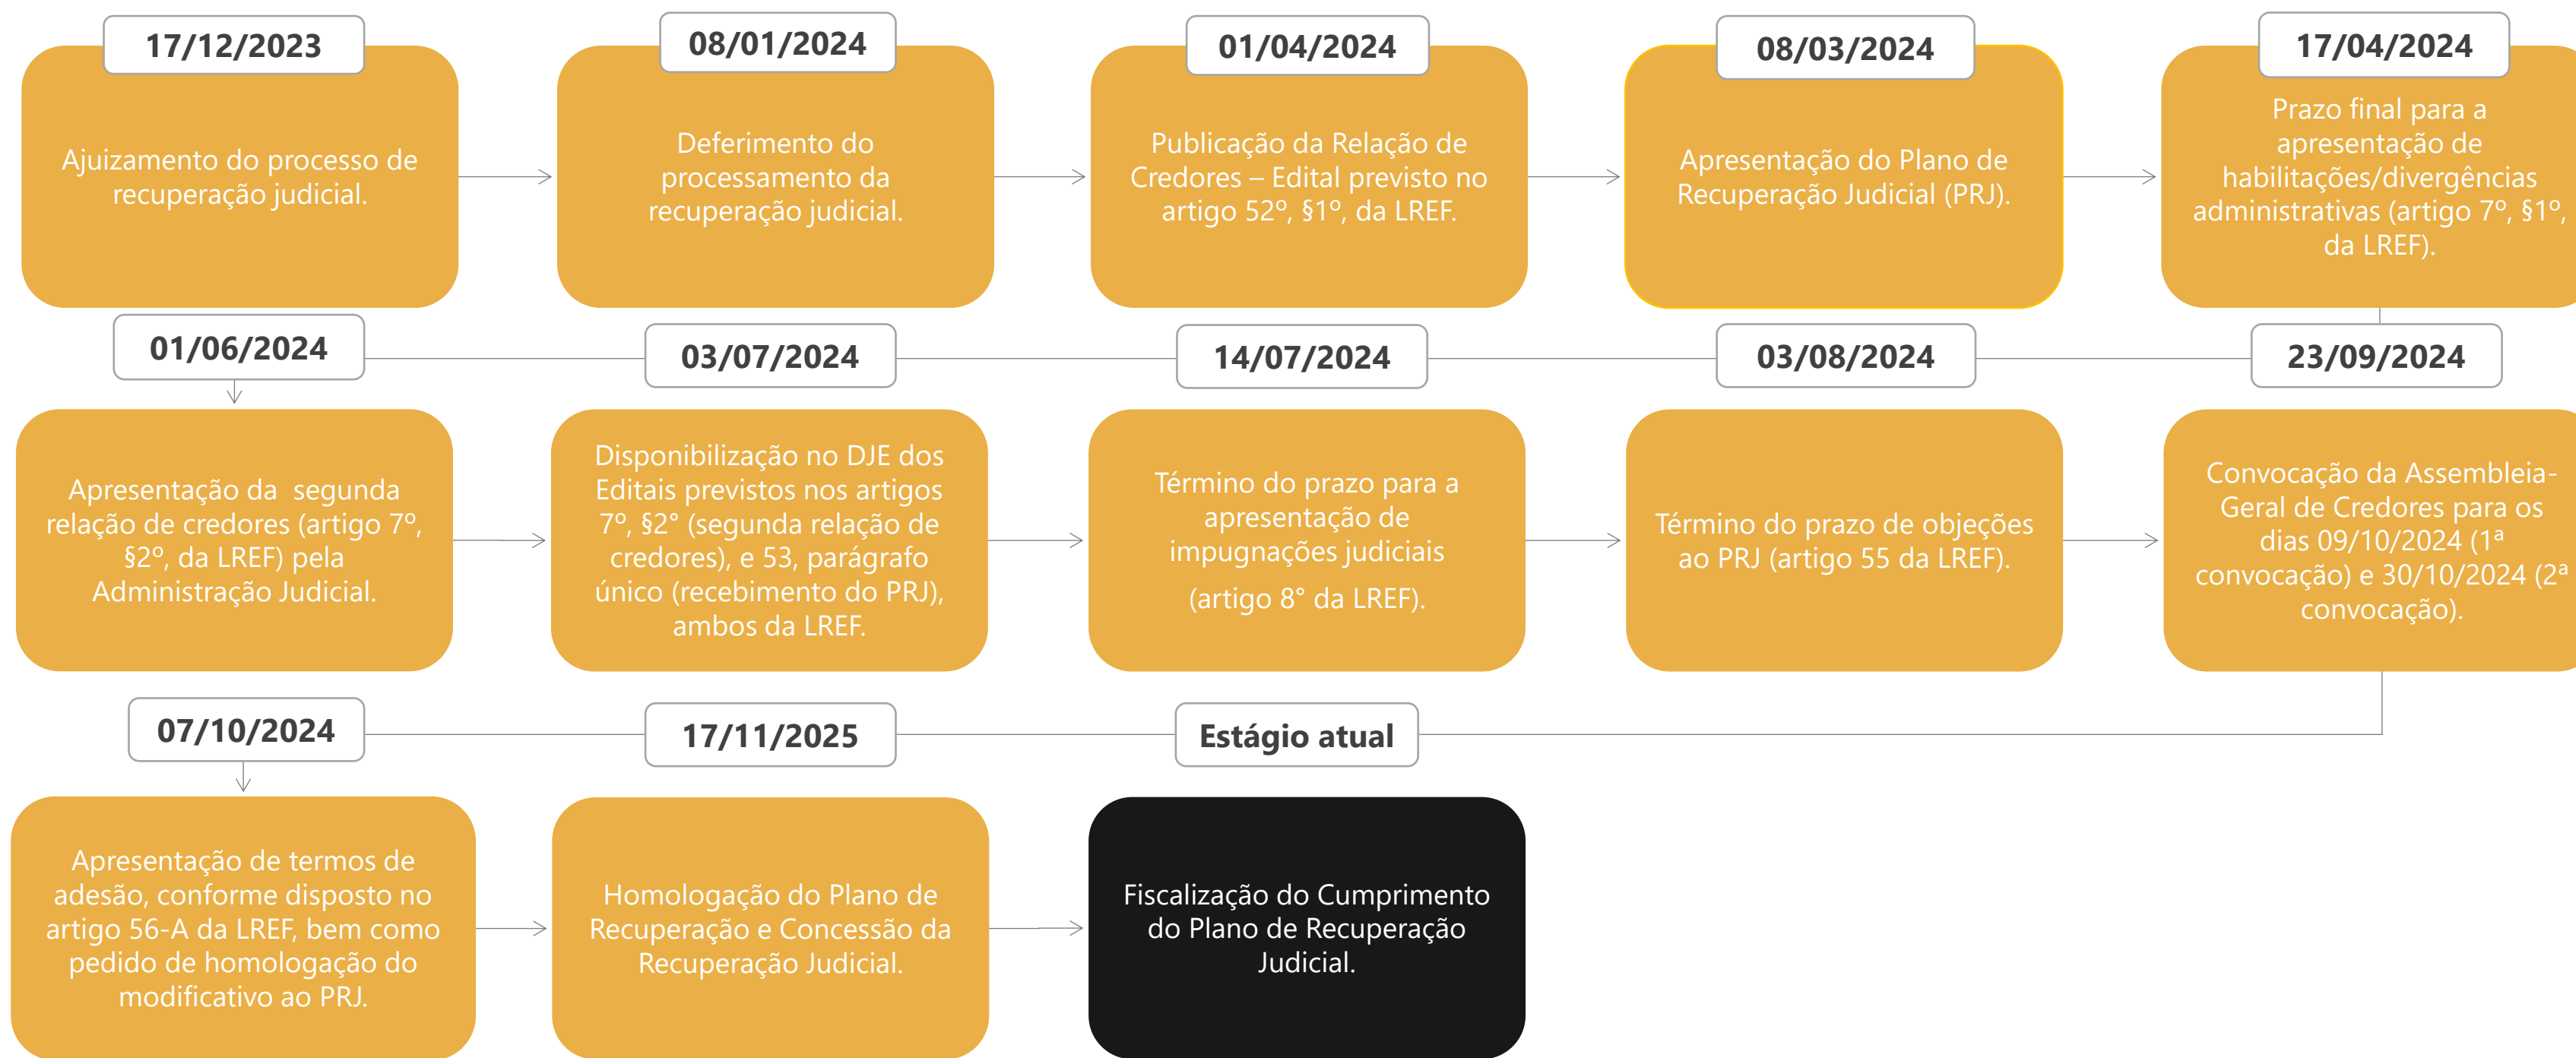 17/12/2023
Ajuizamento do processo de
recuperação judicial.
08/01/2024
Deferimento do
processamento da
recuperação judicial.
01/04/2024
Publicação da Relação de
Credores – Edital previsto no
artigo 52º, §1º, da LREF.
08/03/2024
Apresentação do Plano de
Recuperação Judicial (PRJ).
17/04/2024
Prazo final para a
apresentação de
habilitações/divergências
administrativas (artigo 7º, §1º,
da LREF).
01/06/2024
Apresentação da  segunda
relação de credores (artigo 7º,
§2º, da LREF) pela
Administração Judicial.
03/07/2024
Disponibilização no DJE dos
Editais previstos nos artigos
7º, §2° (segunda relação de
credores), e 53, parágrafo
único (recebimento do PRJ),
ambos da LREF.
14/07/2024
Término do prazo para a
apresentação de
impugnações judiciais
(artigo 8° da LREF).
03/08/2024
Término do prazo de objeções
ao PRJ (artigo 55 da LREF).
23/09/2024
Convocação da Assembleia-
Geral de Credores para os
dias 09/10/2024 (1ª
convocação) e 30/10/2024 (2ª
convocação).
07/10/2024
Apresentação de termos de
adesão, conforme disposto no
artigo 56-A da LREF, bem como
pedido de homologação do
modificativo ao PRJ.
17/11/2025
Homologação do Plano de
Recuperação e Concessão da
Recuperação Judicial.
Estágio atual
Fiscalização do Cumprimento
do Plano de Recuperação
Judicial.